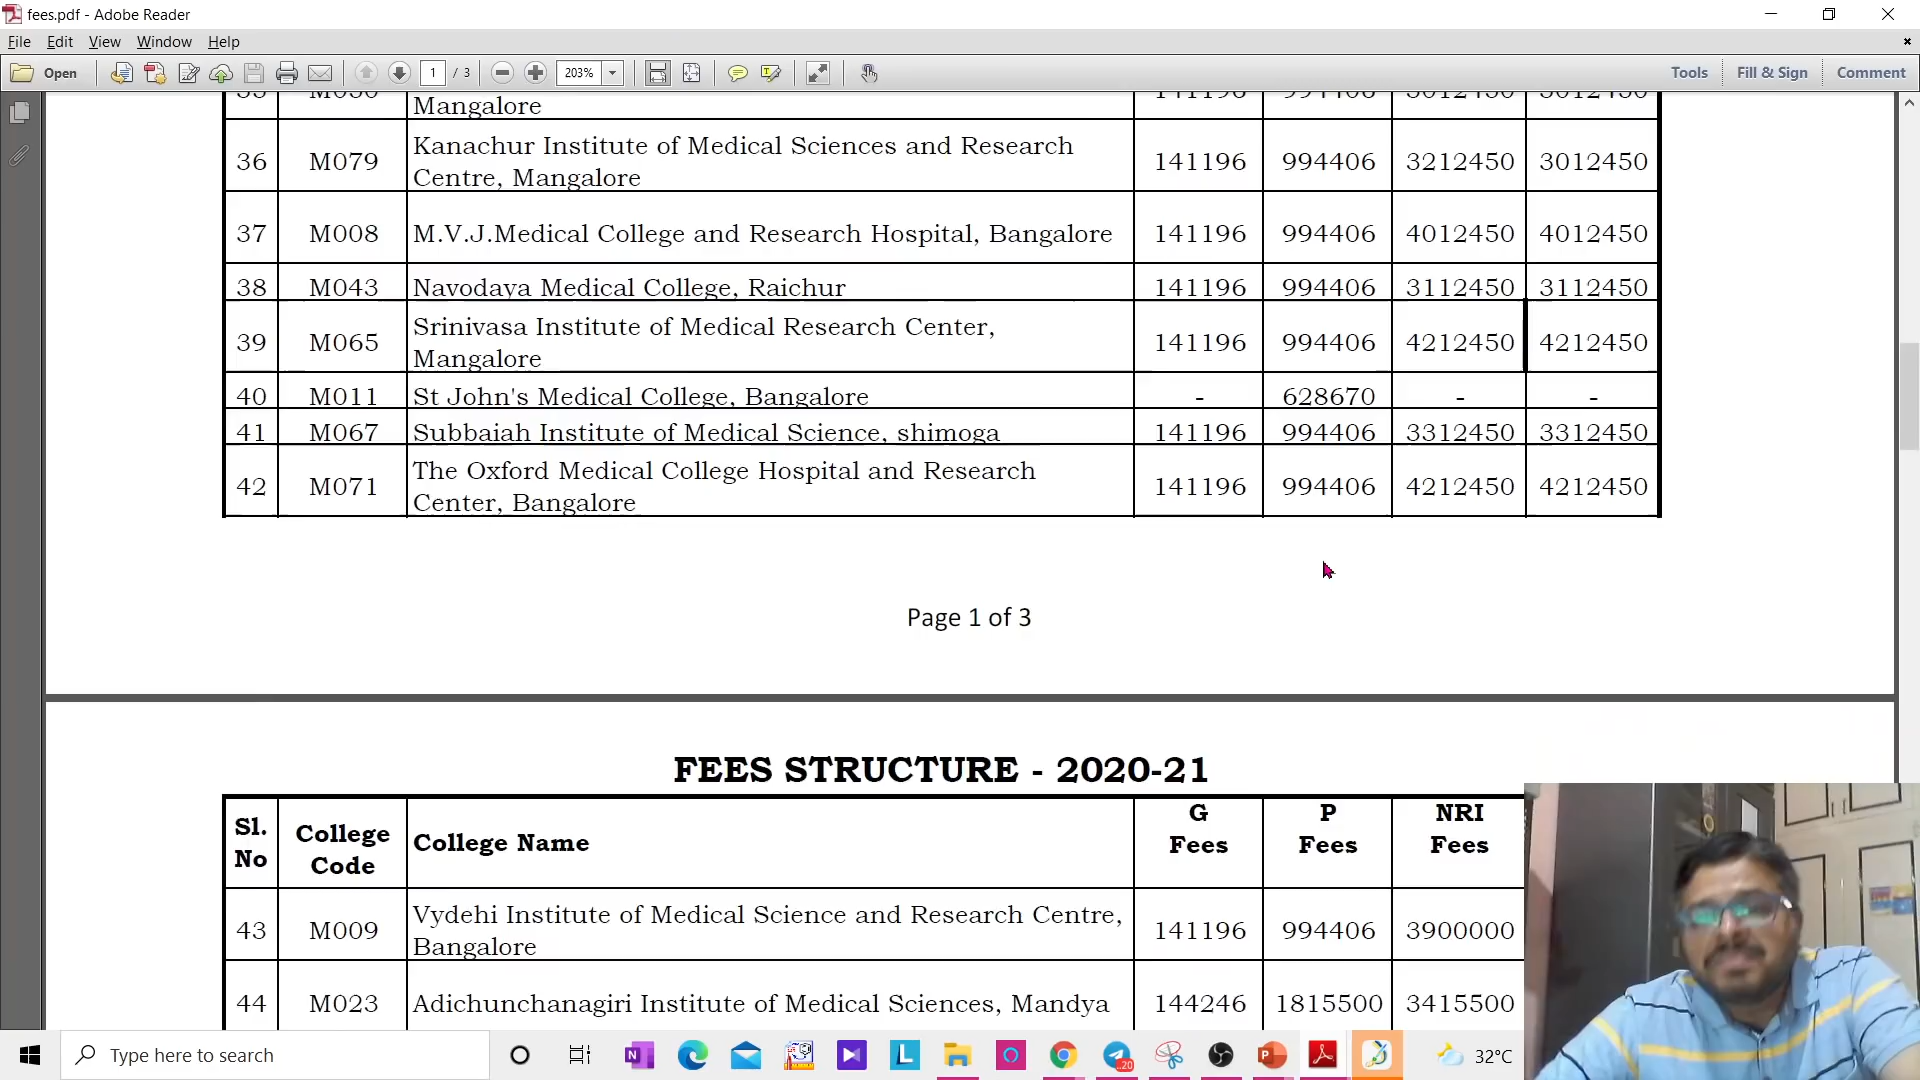 fees.pdf - Adobe Reader
File Edit View Window Help
Open 1 / 3 203% Tools Fill & Sign Comment
Mangalore
36 M079 Kanachur Institute of Medical Sciences and Research Centre, Mangalore 141196 994406 3212450 3012450
37 M008 M.V.J.Medical College and Research Hospital, Bangalore 141196 994406 4012450 4012450
38 M043 Navodaya Medical College, Raichur 141196 994406 3112450 3112450
39 M065 Srinivasa Institute of Medical Research Center, Mangalore 141196 994406 4212450 4212450
40 M011 St John's Medical College, Bangalore - 628670 - -
41 M067 Subbaiah Institute of Medical Science, shimoga 141196 994406 3312450 3312450
42 M071 The Oxford Medical College Hospital and Research Center, Bangalore 141196 994406 4212450 4212450
Page 1 of 3
FEES STRUCTURE - 2020-21
Sl. No College Code College Name G Fees P Fees NRI Fees
43 M009 Vydehi Institute of Medical Science and Research Centre, Bangalore 141196 994406 3900000
44 M023 Adichunchanagiri Institute of Medical Sciences, Mandya 144246 1815500 3415500
Type here to search
32°C